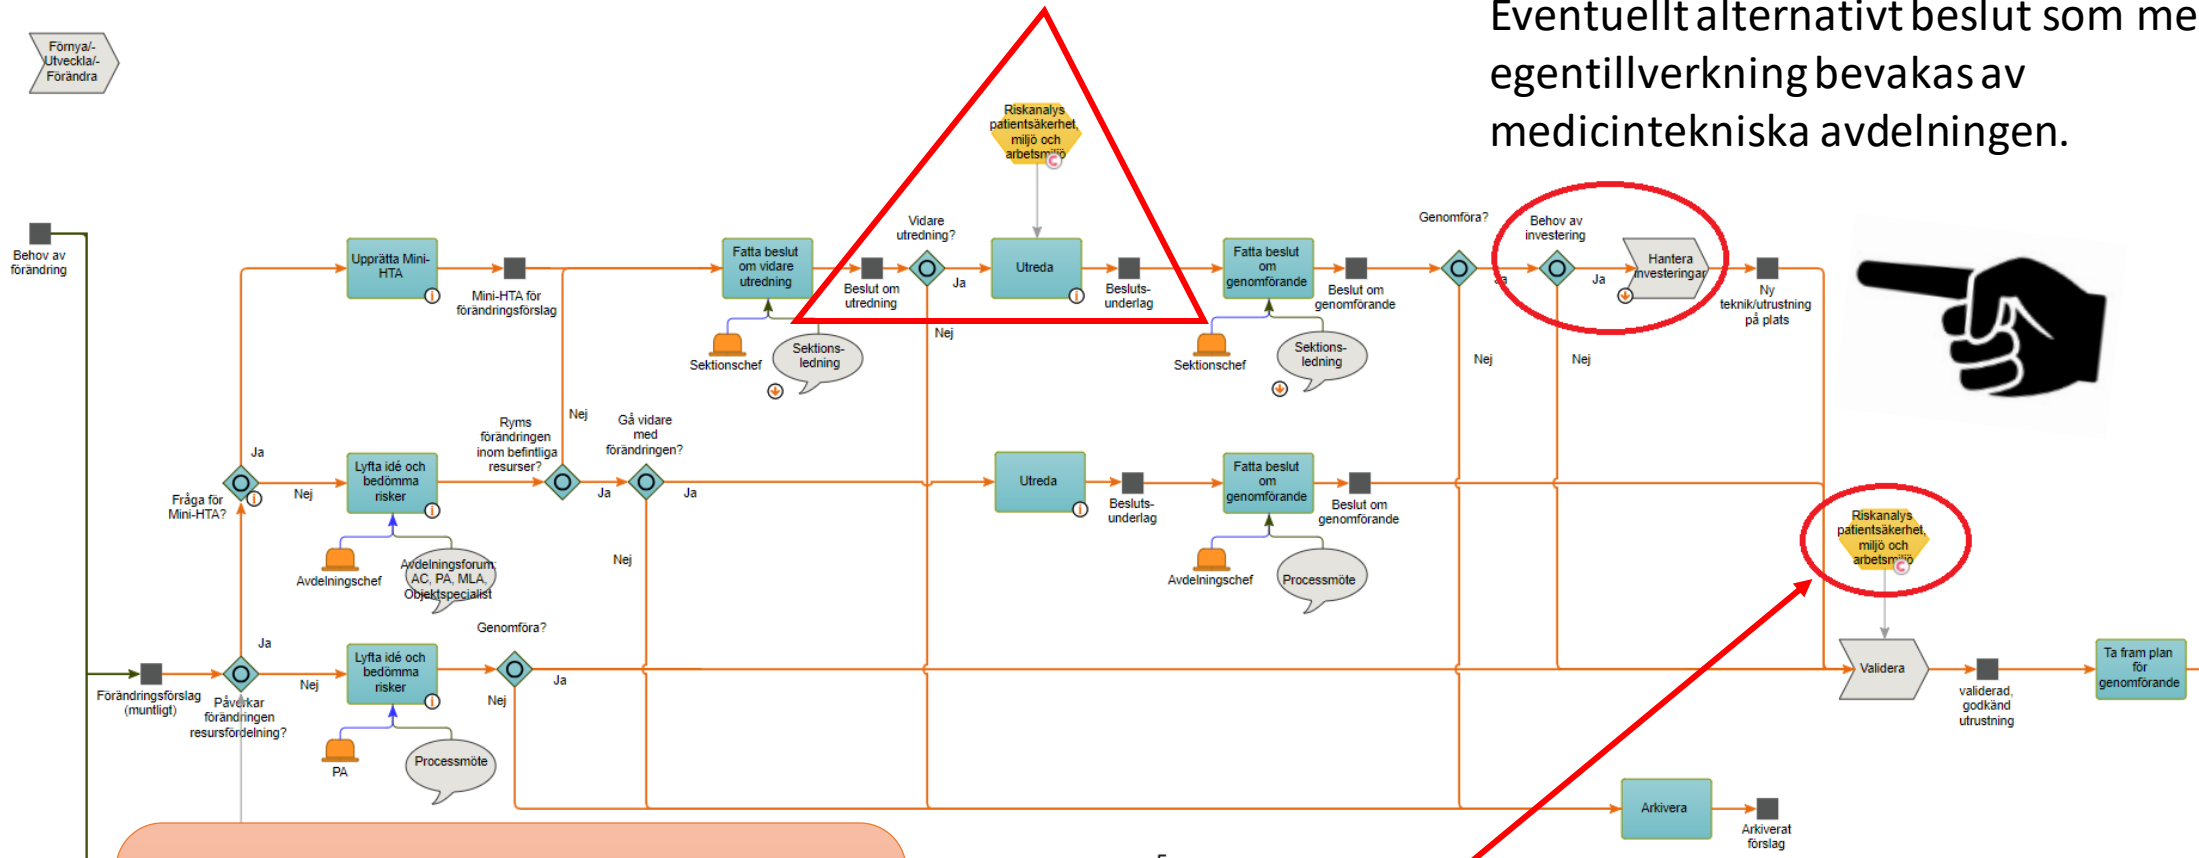 Eventuellt alternativt beslut som me
egentillverkning bevakas av
medicintekniska avdelningen.
Förnya/-
Utveckla/-
Förändra
Behov av
förändring
Upprätta Mini-
HTA
Mini-HTA för
förändringsförslag
Fatta beslut
om vidare
utredning
Sektionschef
Sektions-
ledning
Beslut om
utredning
Vidare
utredning?
Ja
Nej
Riskanalys
patientsäkerhet,
miljö och
arbetsmiljö
C
Utreda
Besluts-
underlag
Fatta beslut
om
genomförande
Sektionschef
Sektions-
ledning
Beslut om
genomförande
Genomföra?
Ja
Nej
Behov av
investering
Ja
Nej
Hantera
investeringar
Ny
teknik/utrustning
på plats
Fråga för
Mini-HTA?
Ja
Nej
Lyfta idé och
bedömma
risker
Avdelningschef
Avdelningsforum:
AC, PA, MLA,
Objektspecialist
Ryms
förändringen
inom befintliga
resurser?
Nej
Ja
Gå vidare
med
förändringen?
Ja
Nej
Utreda
Besluts-
underlag
Fatta beslut
om
genomförande
Avdelningschef
Processmöte
Beslut om
genomförande
Riskanalys
patientsäkerhet,
miljö och
arbetsmiljö
C
Förändringsförslag
(muntligt)
Påverkar
förändringen
resursfördelning?
Ja
Nej
Lyfta idé och
bedömma
risker
PA
Processmöte
Genomföra?
Ja
Nej
Validera
validerad,
godkänd
utrustning
Ta fram plan
för
genomförande
Arkivera
Arkiverat
förslag